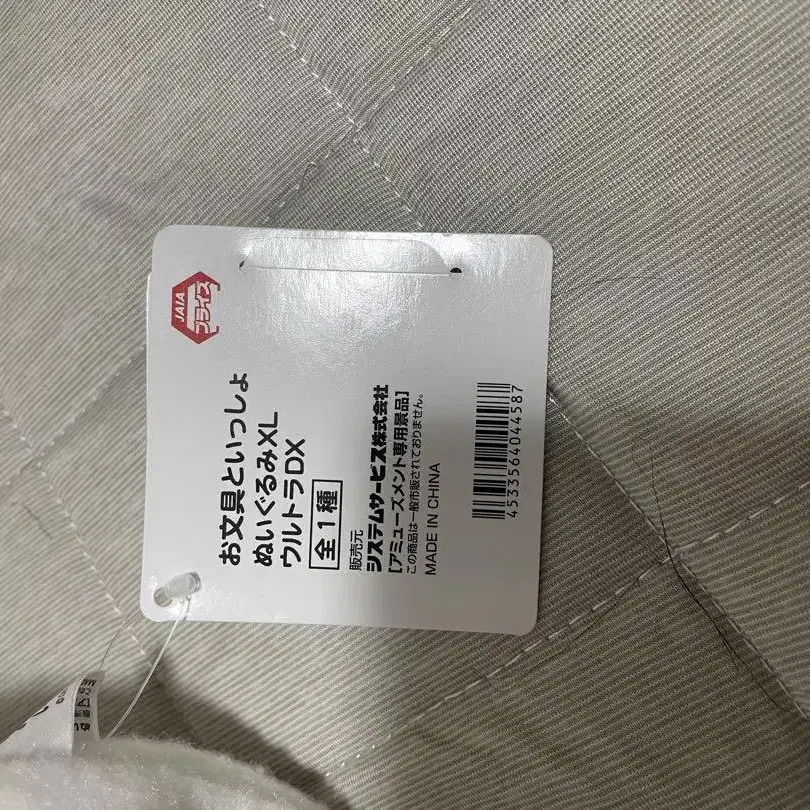 JAIA
プライズ
お文具といっしょ
ぬいぐるみXL
ウルトラDX
全1種
販売元
システムサービス株式会社
[アミューズメント専用景品]
この商品は一般市販されておりません。
MADE IN CHINA
4533564044587